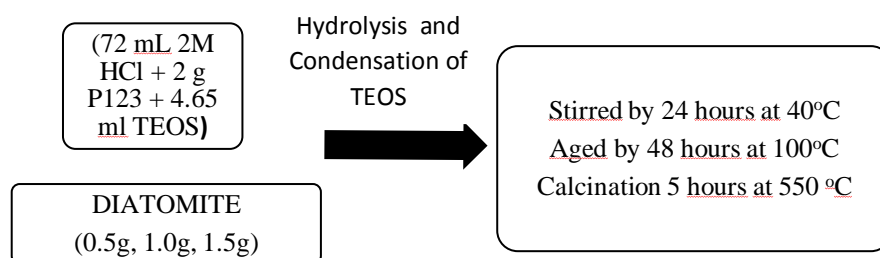 (72 mL 2M
HCl + 2 g
P123 + 4.65
ml TEOS)
Hydrolysis and
Condensation of
TEOS
Stirred by 24 hours at 40°C
Aged by 48 hours at 100°C
Calcination 5 hours at 550 °C
DIATOMITE
(0.5g, 1.0g, 1.5g)